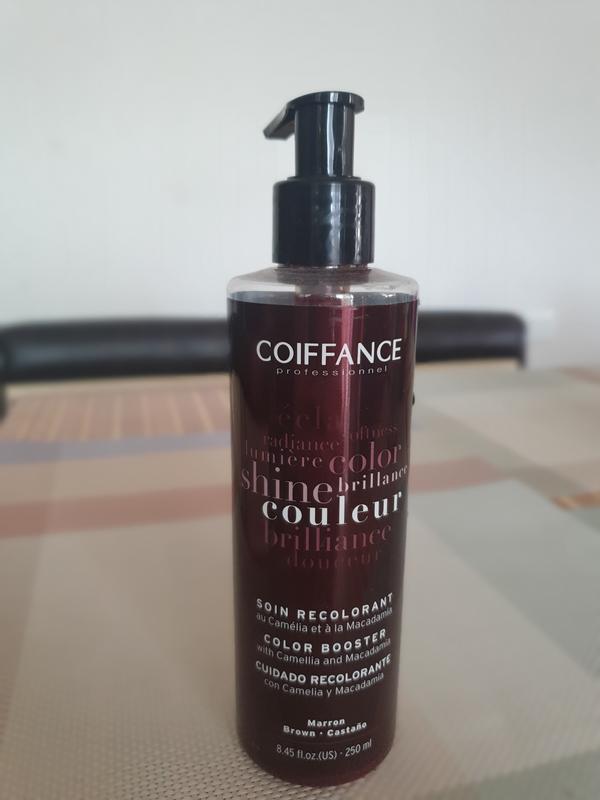 COIFFANCE
professionnel
écla
radiance softness
lumière color
shine brillance
couleur
brilliance
douceur
SOIN RECOLORANT
au Camélia et à la Macadamia
COLOR BOOSTER
with Camellia and Macadamia
CUIDADO RECOLORANTE
con Camelia y Macadamia
Marron
Brown • Castaño
8.45 fl.oz.(US) • 250 ml